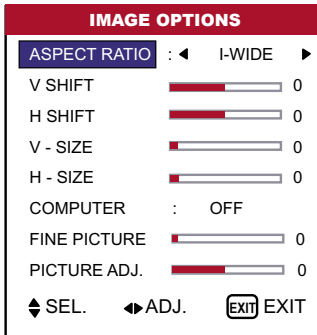 IMAGE OPTIONS
ASPECT RATIO : I-WIDE
V SHIFT 0
H SHIFT 0
V - SIZE 0
H - SIZE 0
COMPUTER : OFF
FINE PICTURE 0
PICTURE ADJ. 0
SEL. ADJ. EXIT EXIT